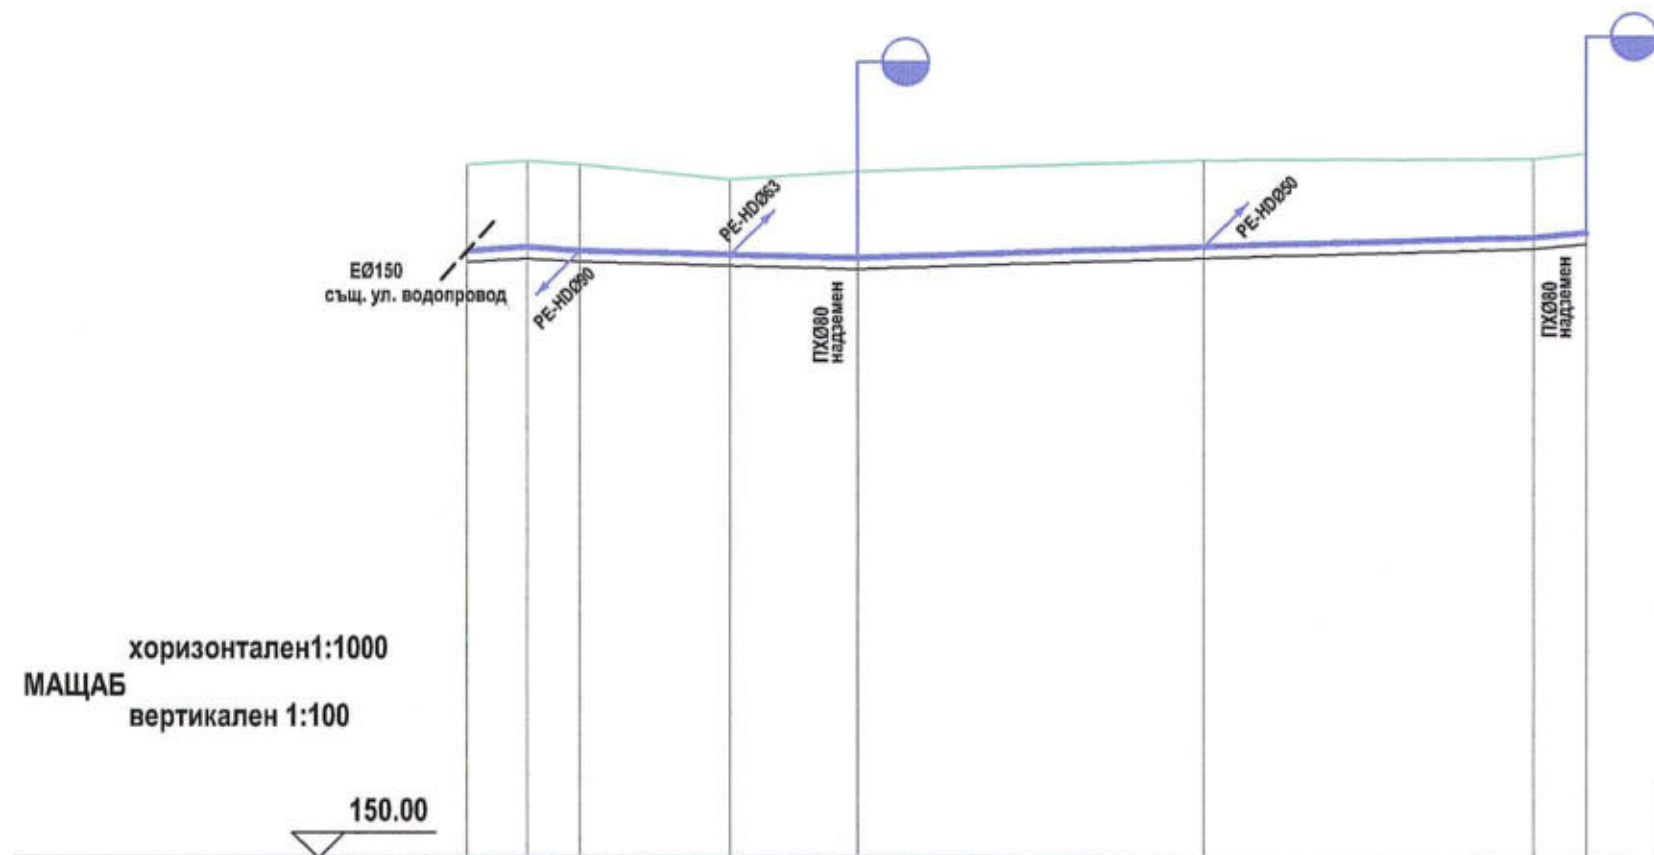 PE-HDØ63
PE-HDØ50
EØ150
същ. ул. водопровод
PE-HDØ90
ПХØ80
надземен
ПХØ80
надземен
хоризонтален1:1000
МАЩАБ
вертикален 1:100
150.00